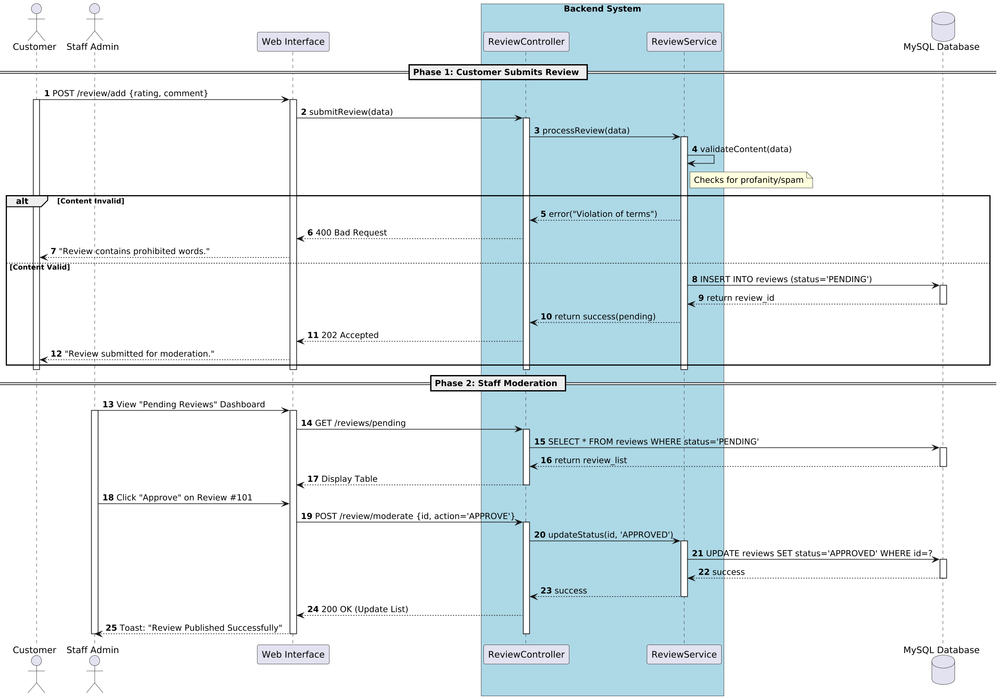 Backend System
Customer
Staff Admin
Web Interface
ReviewController
ReviewService
MySQL Database
Phase 1: Customer Submits Review
1 POST /review/add {rating, comment}
2 submitReview(data)
3 processReview(data)
4 validateContent(data)
Checks for profanity/spam
alt [Content Invalid]
5 error("Violation of terms")
6 400 Bad Request
7 "Review contains prohibited words."
[Content Valid]
8 INSERT INTO reviews (status='PENDING')
9 return review_id
10 return success(pending)
11 202 Accepted
12 "Review submitted for moderation."
Phase 2: Staff Moderation
13 View "Pending Reviews" Dashboard
14 GET /reviews/pending
15 SELECT * FROM reviews WHERE status='PENDING'
16 return review_list
17 Display Table
18 Click "Approve" on Review #101
19 POST /review/moderate {id, action='APPROVE'}
20 updateStatus(id, 'APPROVED')
21 UPDATE reviews SET status='APPROVED' WHERE id=?
22 success
23 success
24 200 OK (Update List)
25 Toast: "Review Published Successfully"
Customer
Staff Admin
Web Interface
ReviewController
ReviewService
MySQL Database